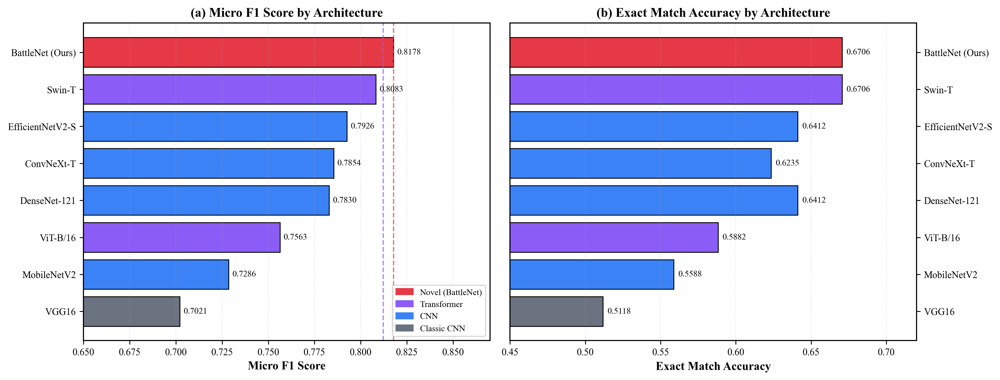 (a) Micro F1 Score by Architecture
BattleNet (Ours)
0.8178
Swin-T
0.8083
EfficientNetV2-S
0.7926
ConvNeXt-T
0.7854
DenseNet-121
0.7830
ViT-B/16
0.7563
MobileNetV2
0.7286
VGG16
0.7021
Novel (BattleNet)
Transformer
CNN
Classic CNN
0.650 0.675 0.700 0.725 0.750 0.775 0.800 0.825 0.850
Micro F1 Score
(b) Exact Match Accuracy by Architecture
0.6706 BattleNet (Ours)
0.6706 Swin-T
0.6412 EfficientNetV2-S
0.6235 ConvNeXt-T
0.6412 DenseNet-121
0.5882 ViT-B/16
0.5588 MobileNetV2
0.5118 VGG16
0.45 0.50 0.55 0.60 0.65 0.70
Exact Match Accuracy